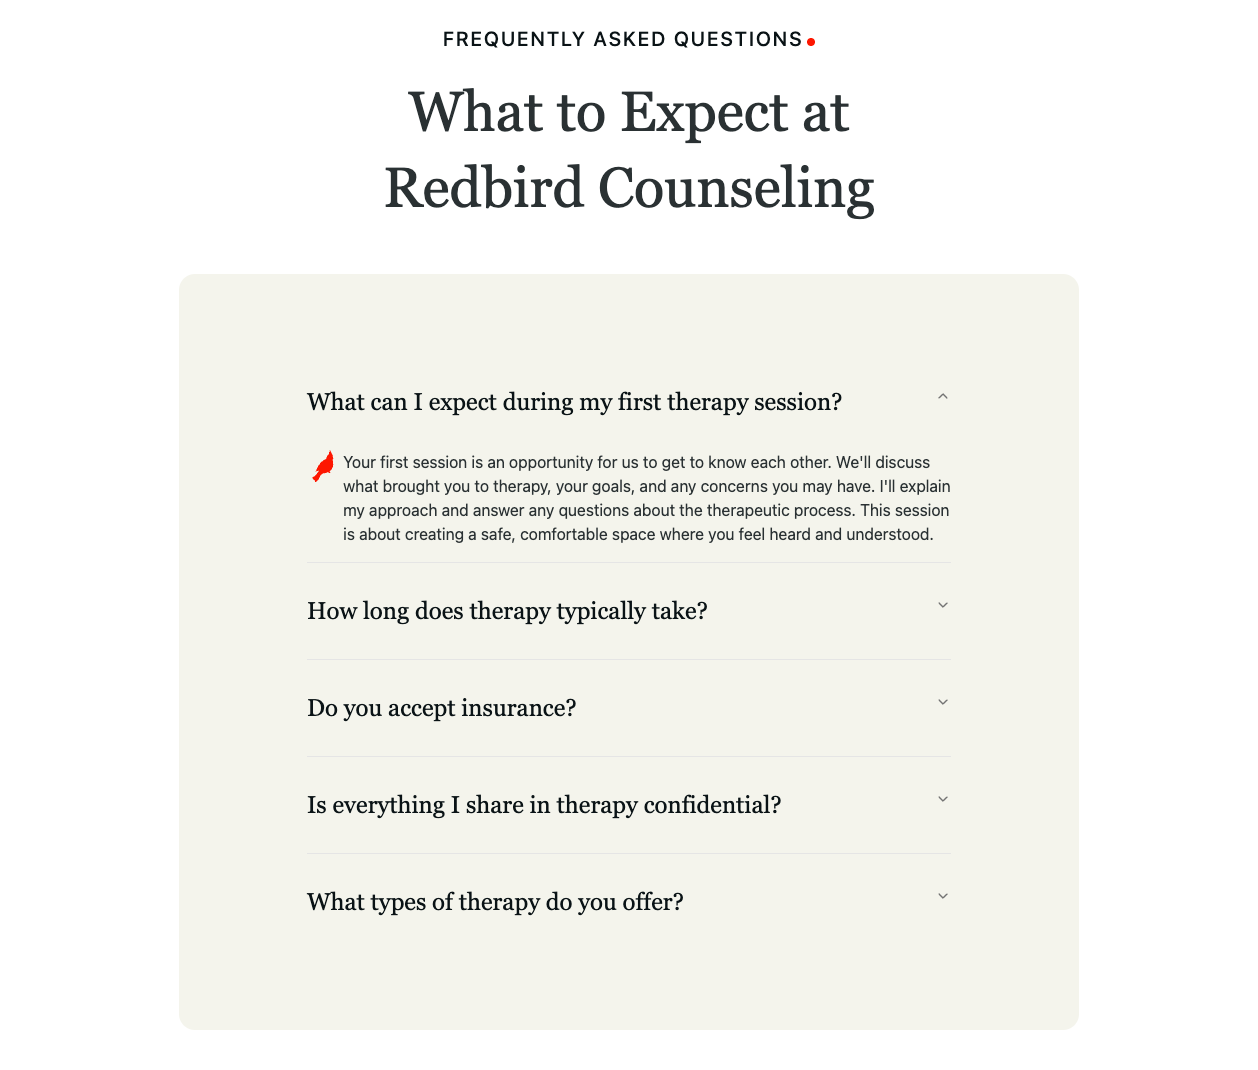 FREQUENTLY ASKED QUESTIONS
What to Expect at
Redbird Counseling
What can I expect during my first therapy session?
Your first session is an opportunity for us to get to know each other. We'll discuss
what brought you to therapy, your goals, and any concerns you may have. I'll explain
my approach and answer any questions about the therapeutic process. This session
is about creating a safe, comfortable space where you feel heard and understood.
How long does therapy typically take?
Do you accept insurance?
Is everything I share in therapy confidential?
What types of therapy do you offer?